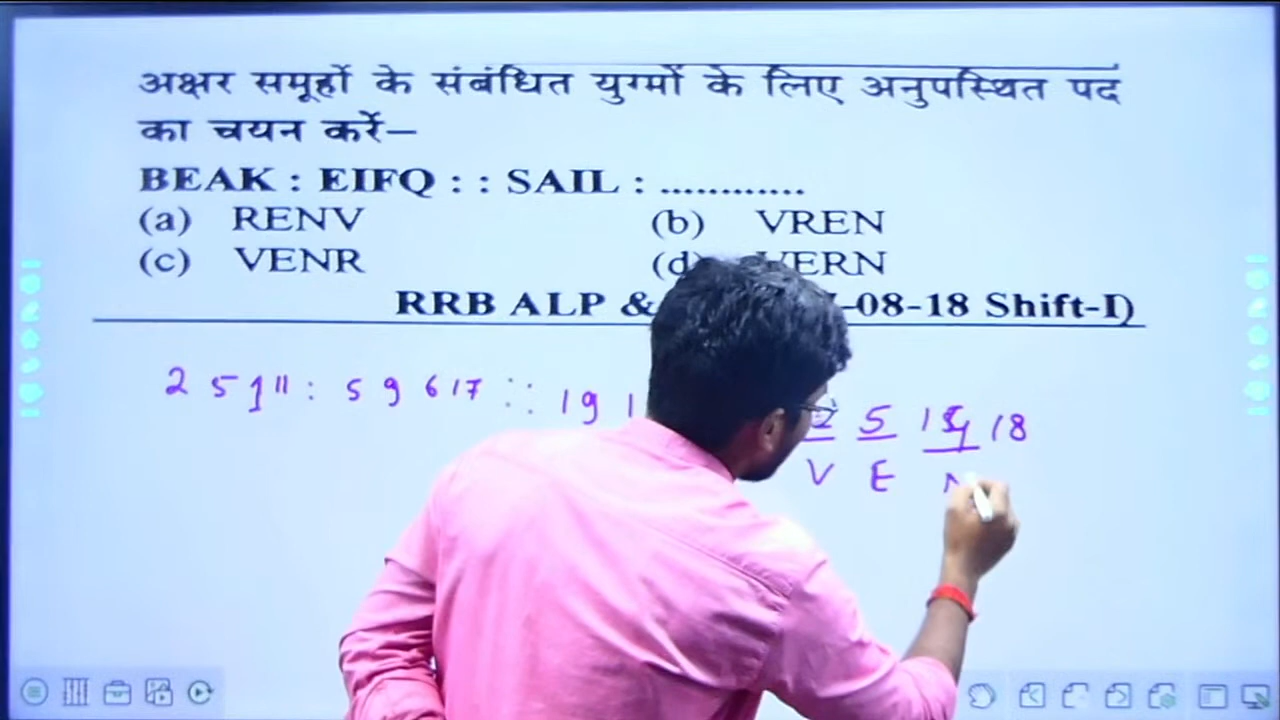 अक्षर समूहों के संबंधित युग्मों के लिए अनुपस्थित पद
का चयन करें–
BEAK : EIFQ : : SAIL : ............
(a) RENV (b) VREN
(c) VENR (d) VERN
RRB ALP & -08-18 Shift-I)
2 5 1 11 : 5 9 6 17 :: 19 1 5 18
V E